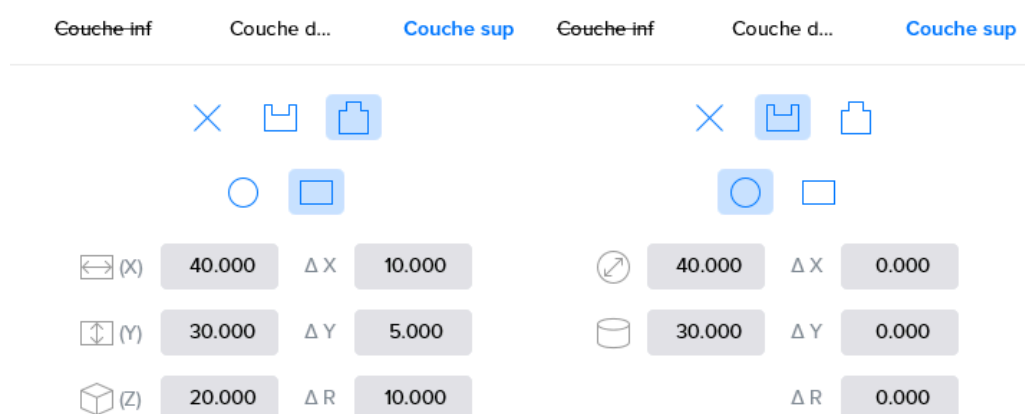 Couche inf Couche d... Couche sup Couche inf Couche d... Couche sup
(X) 40.000 Δ X 10.000 40.000 Δ X 0.000
(Y) 30.000 Δ Y 5.000 30.000 Δ Y 0.000
(Z) 20.000 Δ R 10.000 Δ R 0.000